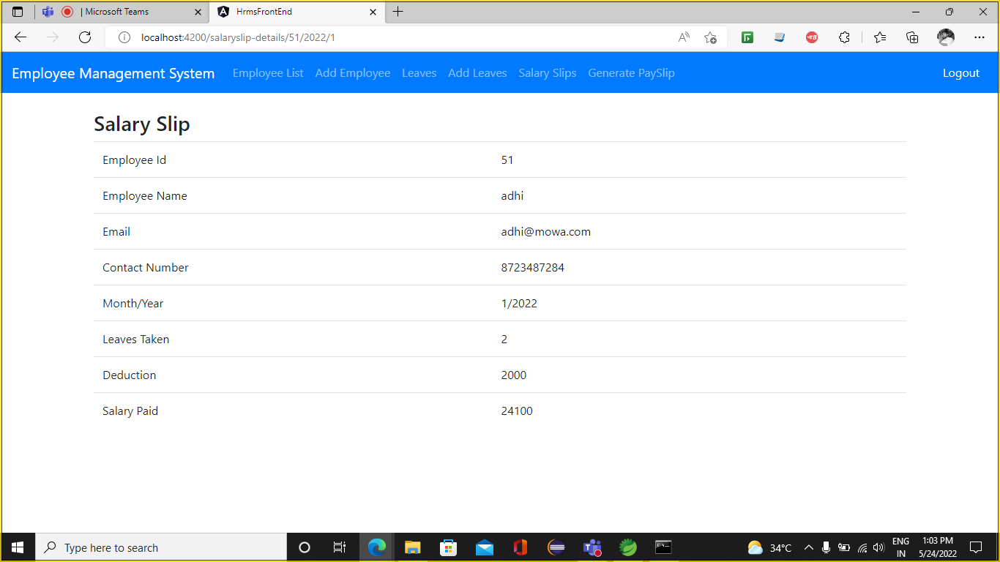 | Microsoft Teams
HrmsFrontEnd
localhost:4200/salaryslip-details/51/2022/1
Employee Management System Employee List Add Employee Leaves Add Leaves Salary Slips Generate PaySlip Logout
Salary Slip
Employee Id 51
Employee Name adhi
Email adhi@mowa.com
Contact Number 8723487284
Month/Year 1/2022
Leaves Taken 2
Deduction 2000
Salary Paid 24100
Type here to search
34°C
ENG
IN
1:03 PM
5/24/2022